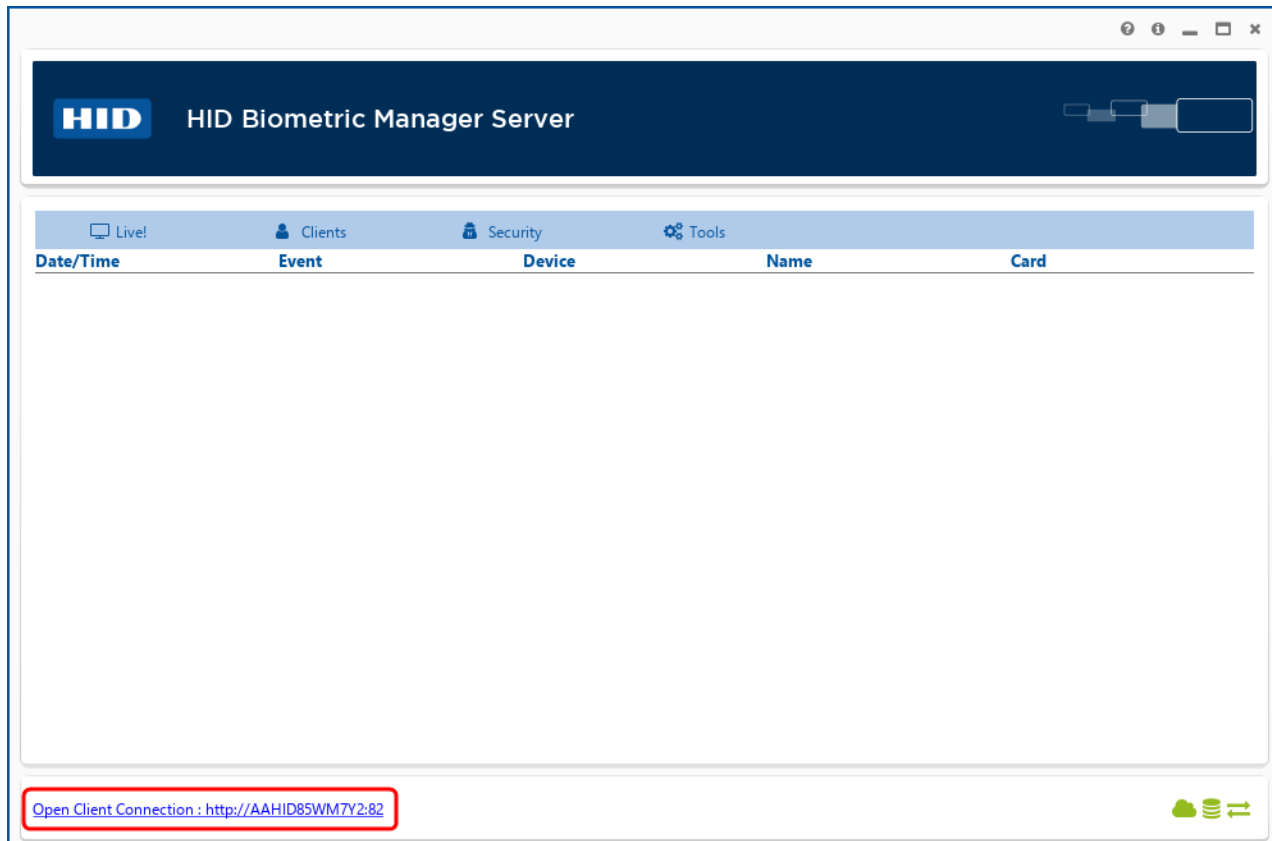 HID HID Biometric Manager Server
Live! Clients Security Tools
Date/Time Event Device Name Card
Open Client Connection : http://AAHID85WM7Y2:82